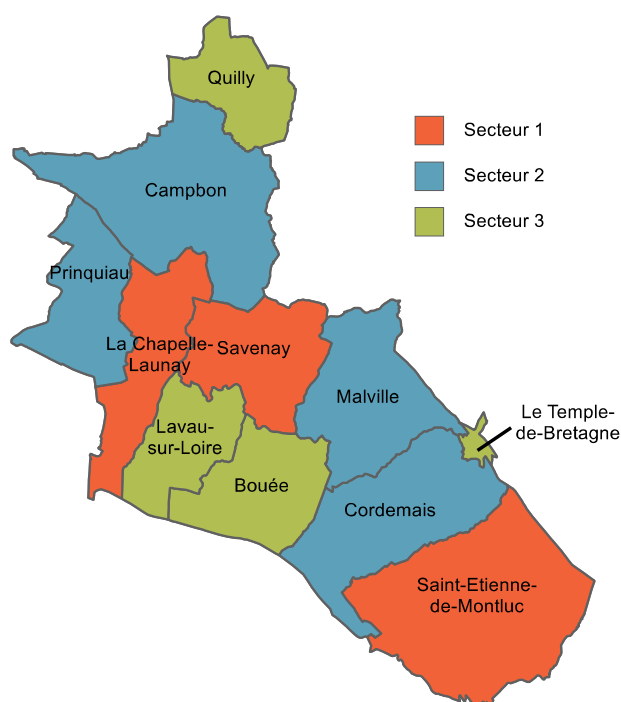 Quilly
Secteur 1
Secteur 2
Secteur 3
Campbon
Prinquiau
La Chapelle-
Launay
Savenay
Malville
Le Temple-
de-Bretagne
Lavau-
sur-Loire
Bouée
Cordemais
Saint-Etienne-
de-Montluc